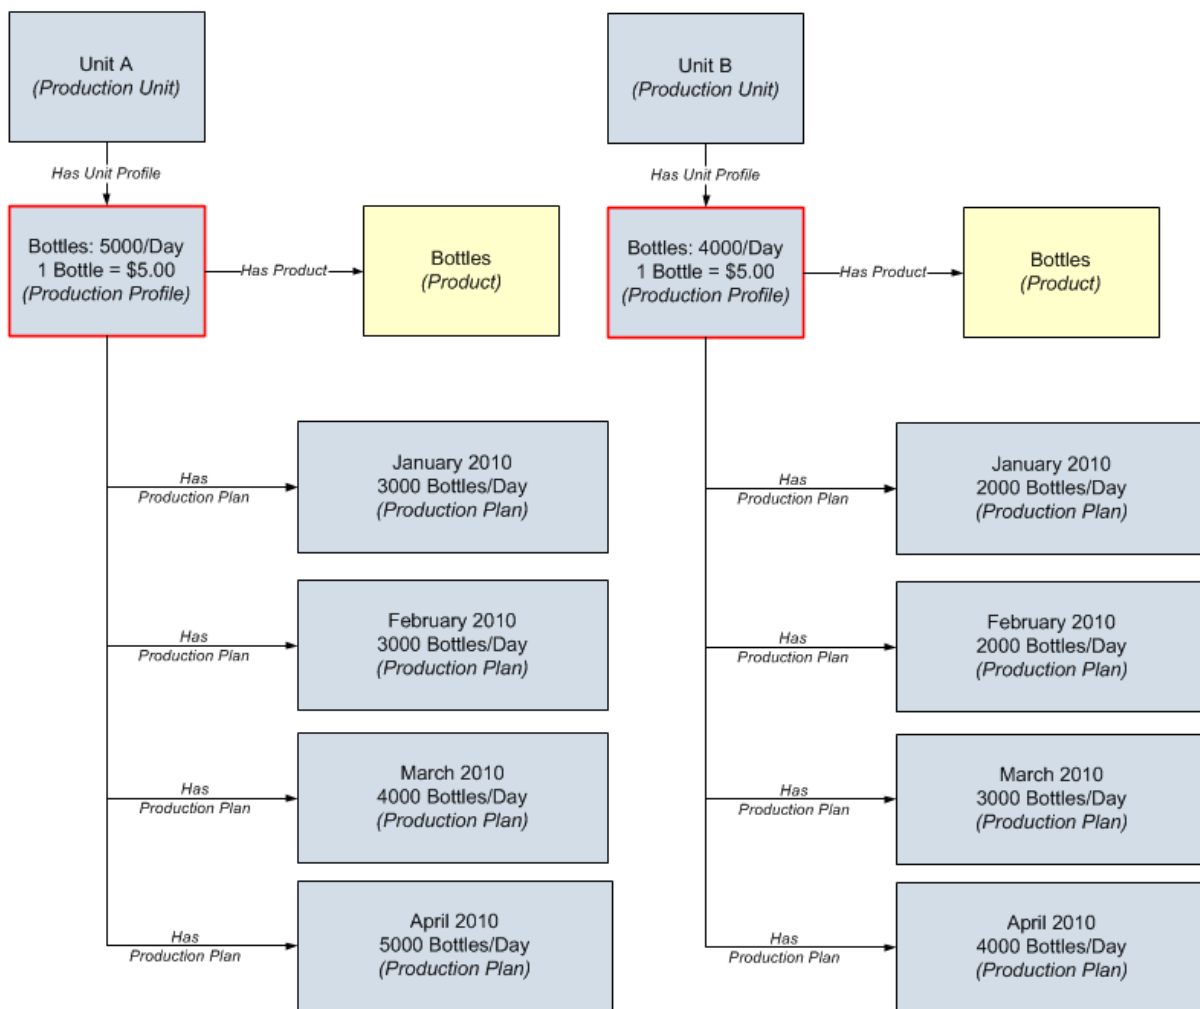 Unit A
(Production Unit)
Has Unit Profile
Bottles: 5000/Day
1 Bottle = $5.00
(Production Profile)
Has Product
Bottles
(Product)
Has
Production Plan
January 2010
3000 Bottles/Day
(Production Plan)
Has
Production Plan
February 2010
3000 Bottles/Day
(Production Plan)
Has
Production Plan
March 2010
4000 Bottles/Day
(Production Plan)
Has
Production Plan
April 2010
5000 Bottles/Day
(Production Plan)
Unit B
(Production Unit)
Has Unit Profile
Bottles: 4000/Day
1 Bottle = $5.00
(Production Profile)
Has Product
Bottles
(Product)
Has
Production Plan
January 2010
2000 Bottles/Day
(Production Plan)
Has
Production Plan
February 2010
2000 Bottles/Day
(Production Plan)
Has
Production Plan
March 2010
3000 Bottles/Day
(Production Plan)
Has
Production Plan
April 2010
4000 Bottles/Day
(Production Plan)